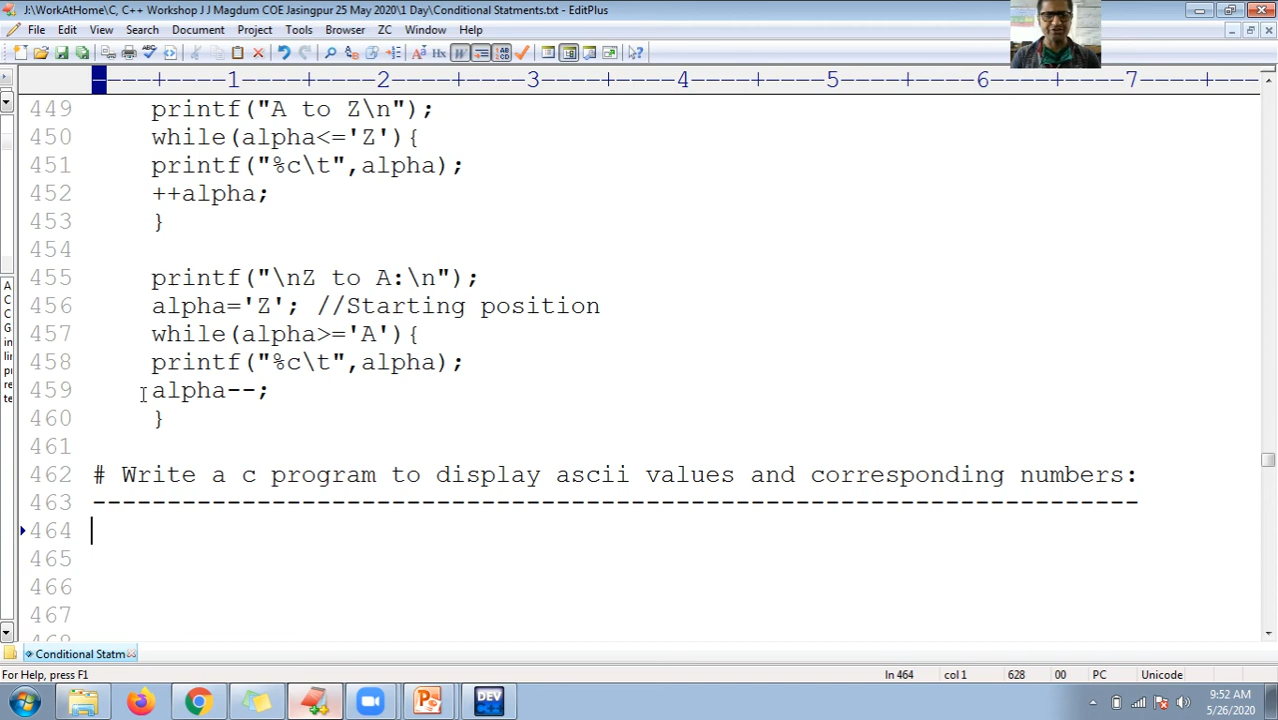 J:\WorkAtHome\C, C++ Workshop J J Magdum COE Jasingpur 25 May 2020\1 Day\Conditional Statments.txt - EditPlus
File Edit View Search Document Project Tools Browser ZC Window Help
----+----1----+----2----+----3----+----4----+----5----+----6----+----7----+--
449 printf("A to Z\n");
450 while(alpha<='Z'){
451 printf("%c\t",alpha);
452 ++alpha;
453 }
454
455 printf("\nZ to A:\n");
456 alpha='Z'; //Starting position
457 while(alpha>='A'){
458 printf("%c\t",alpha);
459 alpha--;
460 }
461
462 # Write a c program to display ascii values and corresponding numbers:
463 ----------------------------------------------------------------------
464
465
466
467
468
Conditional Statm
For Help, press F1 ln 464 col 1 628 00 PC Unicode
DEV
9:52 AM
5/26/2020